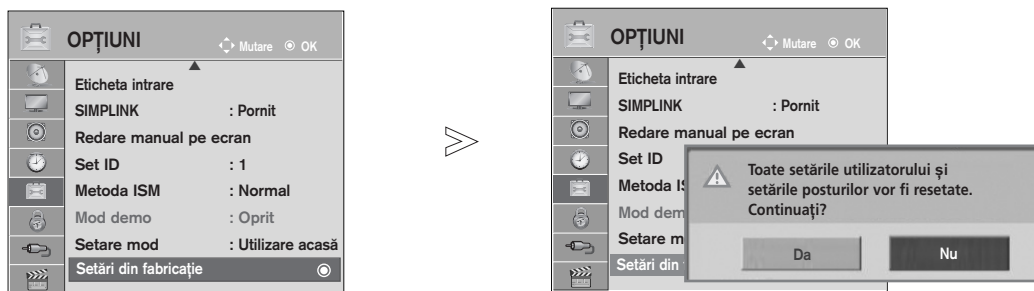 OPȚIUNI
Mutare OK
Eticheta intrare
SIMPLINK : Pornit
Redare manual pe ecran
Set ID : 1
Metoda ISM : Normal
Mod demo : Oprit
Setare mod : Utilizare acasă
Setări din fabricație
OPȚIUNI
Mutare OK
Eticheta intrare
SIMPLINK : Pornit
Redare manual pe ecran
Set ID
Metoda IS
Mod dem
Setare m
Setări din
Toate setările utilizatorului și
setările posturilor vor fi resetate.
Continuați?
Da Nu